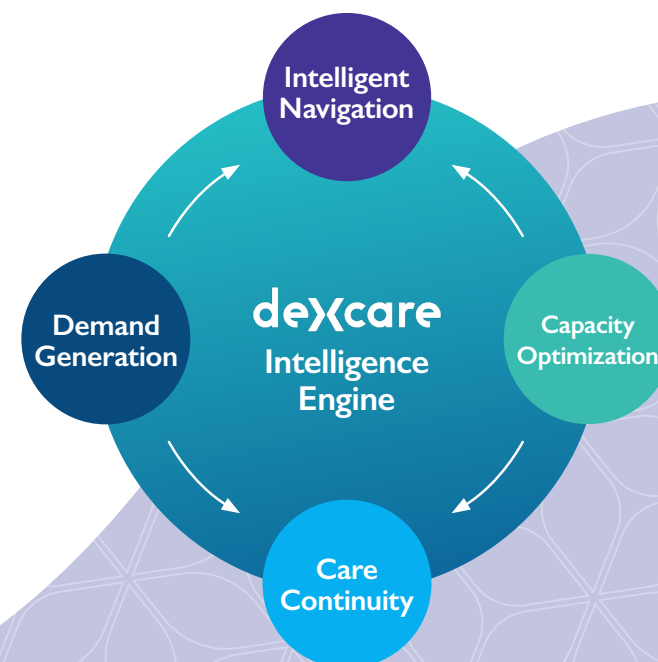 Intelligent
Navigation
Demand
Generation
dexcare
Intelligence
Engine
Capacity
Optimization
Care
Continuity